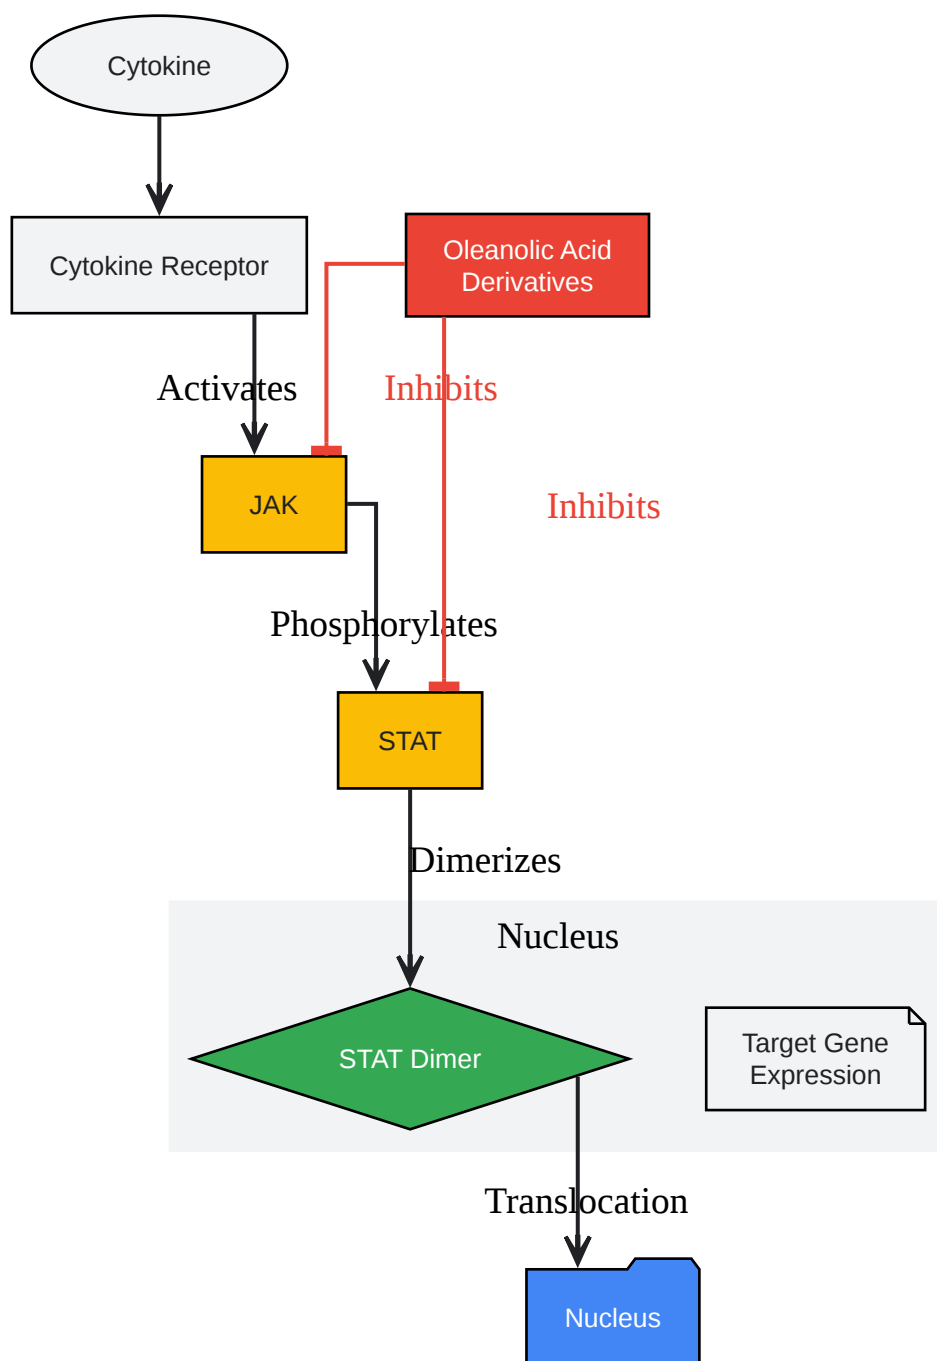 Cytokine
Cytokine Receptor
Oleanolic Acid
Derivatives
Activates
Inhibits
JAK
Inhibits
Phosphorylates
STAT
Dimerizes
Nucleus
STAT Dimer
Target Gene
Expression
Translocation
Nucleus